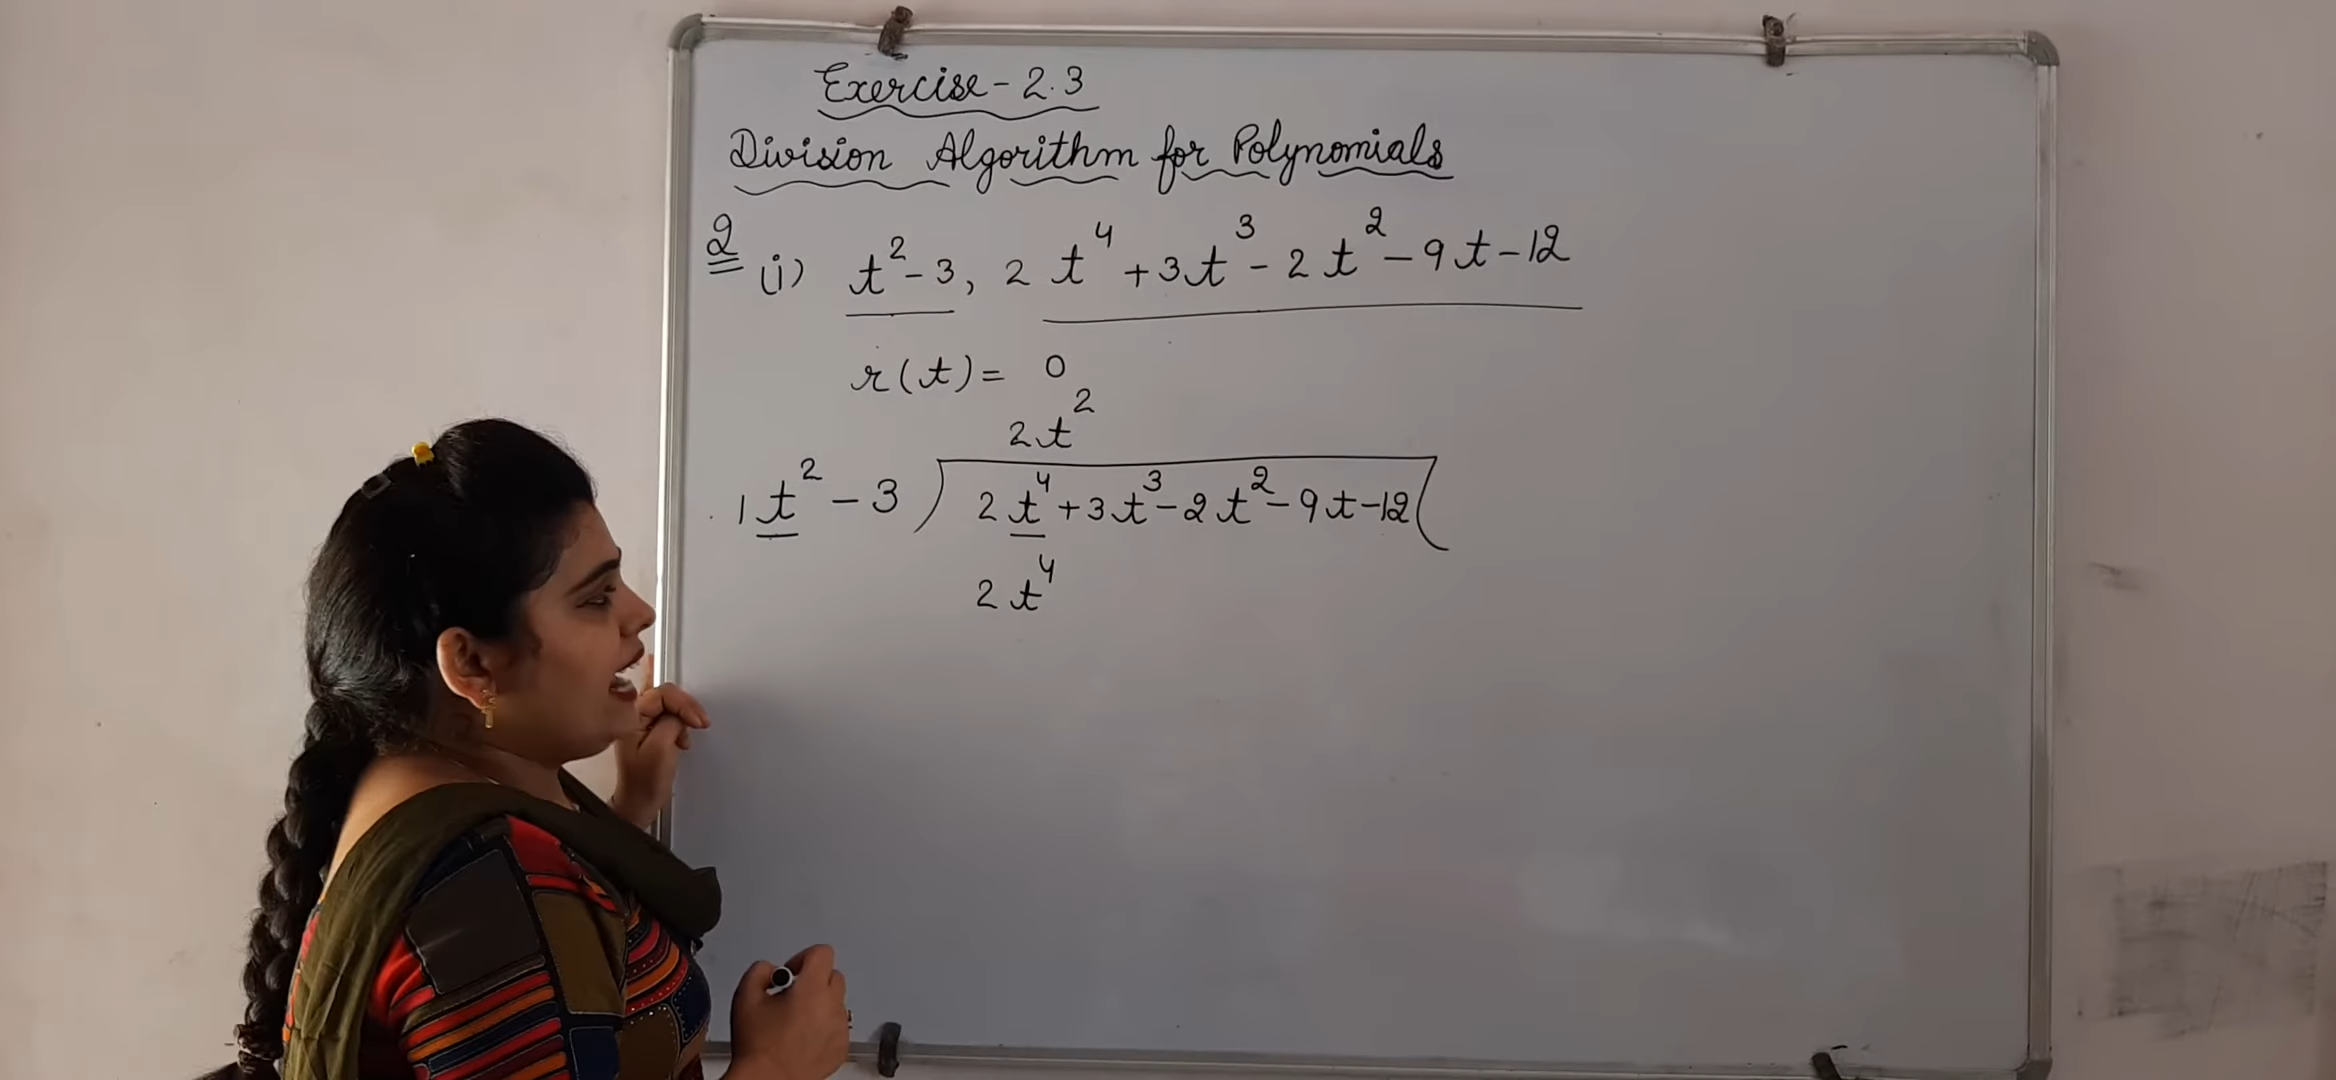 Exercise - 2.3
Division Algorithm for Polynomials
2 (i) t² - 3, 2t⁴ + 3t³ - 2t² - 9t - 12
r(t) = 0
2t²
1t² - 3 ) 2t⁴ + 3t³ - 2t² - 9t - 12 (
2t⁴